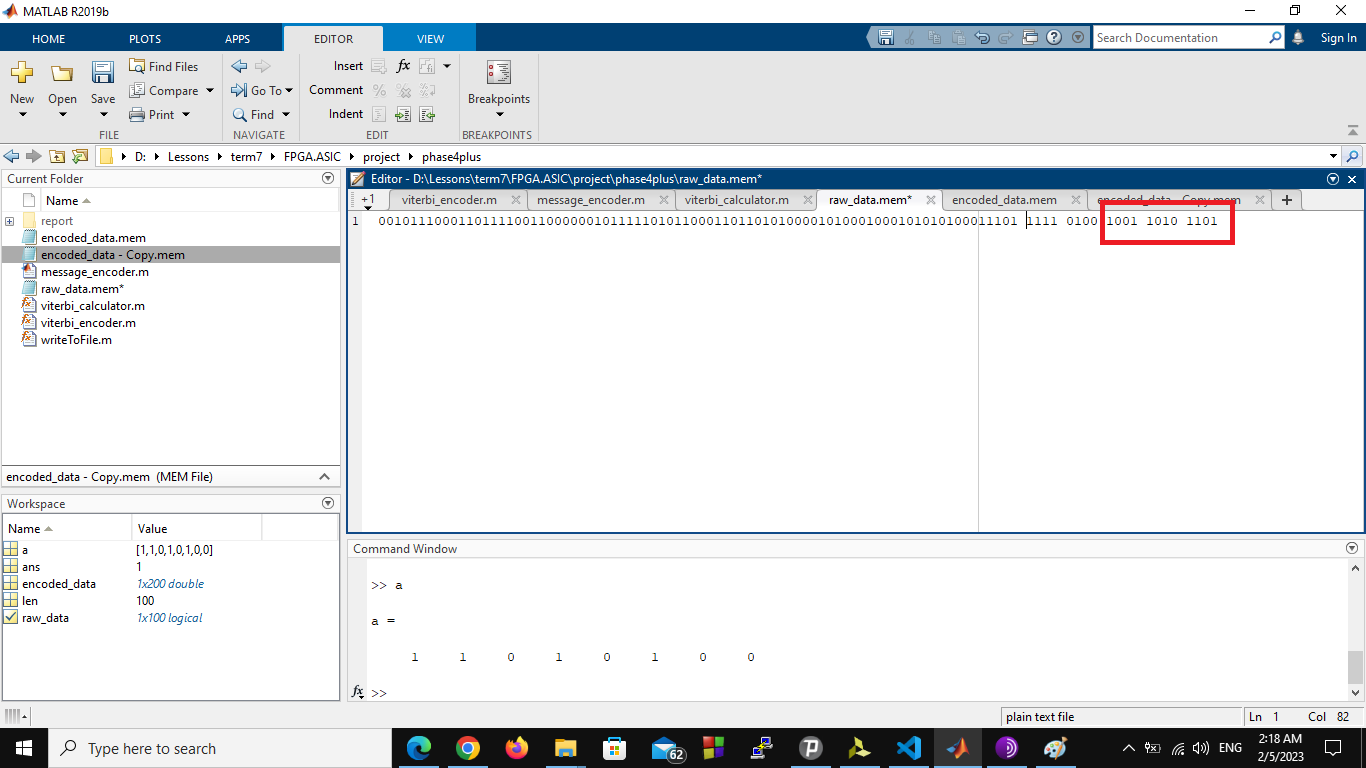 MATLAB R2019b
HOME PLOTS APPS EDITOR VIEW
Search Documentation
Sign In
New
Open
Save
Find Files
Compare
Print
FILE
Go To
Find
NAVIGATE
Insert
fx
Comment
Indent
EDIT
Breakpoints
BREAKPOINTS
D: Lessons term7 FPGA.ASIC project phase4plus
Current Folder
Name
report
encoded_data.mem
encoded_data - Copy.mem
message_encoder.m
raw_data.mem*
viterbi_calculator.m
viterbi_encoder.m
writeToFile.m
encoded_data - Copy.mem (MEM File)
Workspace
Name Value
a [1,1,0,1,0,1,0,0]
ans 1
encoded_data 1x200 double
len 100
raw_data 1x100 logical
Editor - D:\Lessons\term7\FPGA.ASIC\project\phase4plus\raw_data.mem*
+1 viterbi_encoder.m message_encoder.m viterbi_calculator.m raw_data.mem* encoded_data.mem encoded_data - Copy.mem
1 1111 0100 1001 1010 1101
Command Window
>> a
a =
1 1 0 1 0 1 0 0
fx >>
plain text file Ln 1 Col 82
Type here to search
62
ENG
2:18 AM
2/5/2023